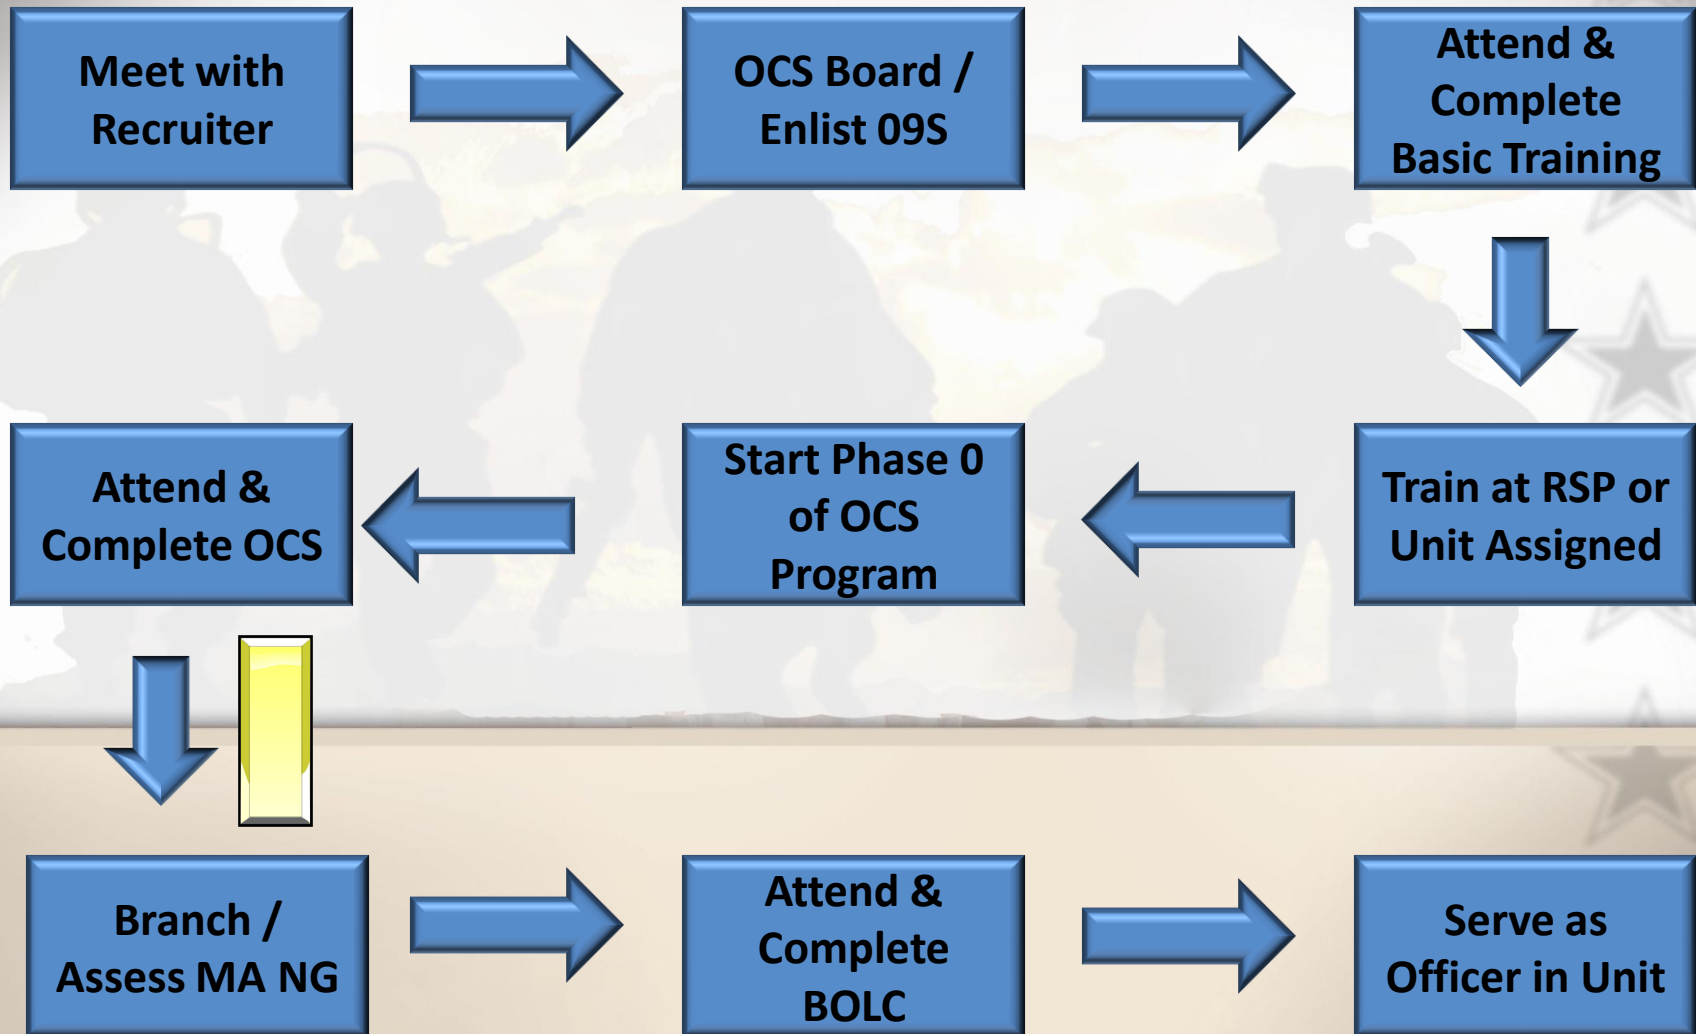 Meet with
Recruiter
OCS Board /
Enlist 09S
Attend &
Complete
Basic Training
Train at RSP or
Unit Assigned
Start Phase 0
of OCS
Program
Attend &
Complete OCS
Branch /
Assess MA NG
Attend &
Complete
BOLC
Serve as
Officer in Unit